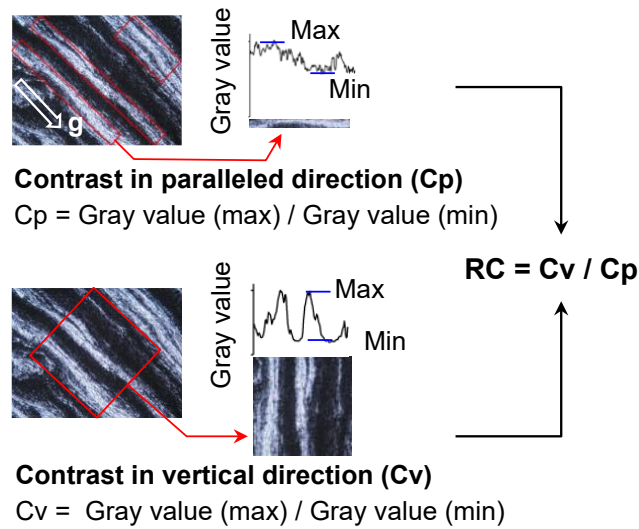 Gray value
Max
Min
g
Contrast in paralleled direction (Cp)
Cp = Gray value (max) / Gray value (min)
RC = Cv / Cp
Gray value
Max
Min
Contrast in vertical direction (Cv)
Cv = Gray value (max) / Gray value (min)